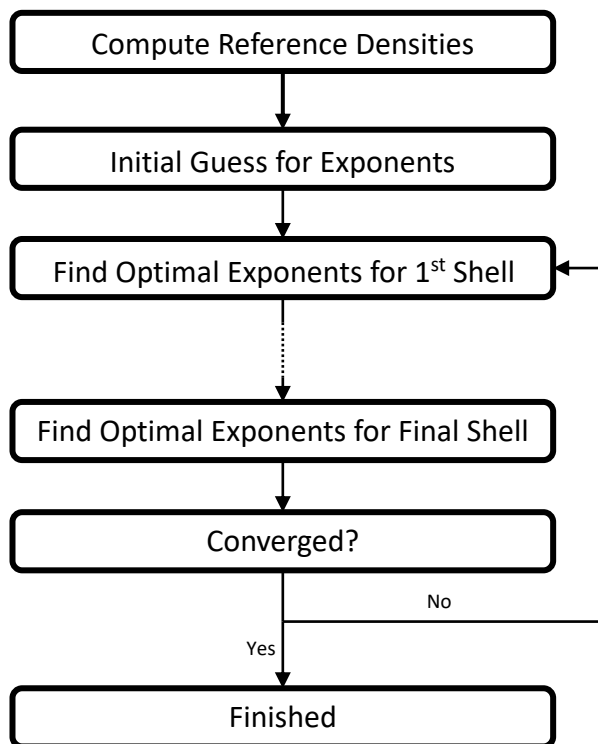 Compute Reference Densities
Initial Guess for Exponents
Find Optimal Exponents for 1st Shell
Find Optimal Exponents for Final Shell
Converged?
No
Yes
Finished